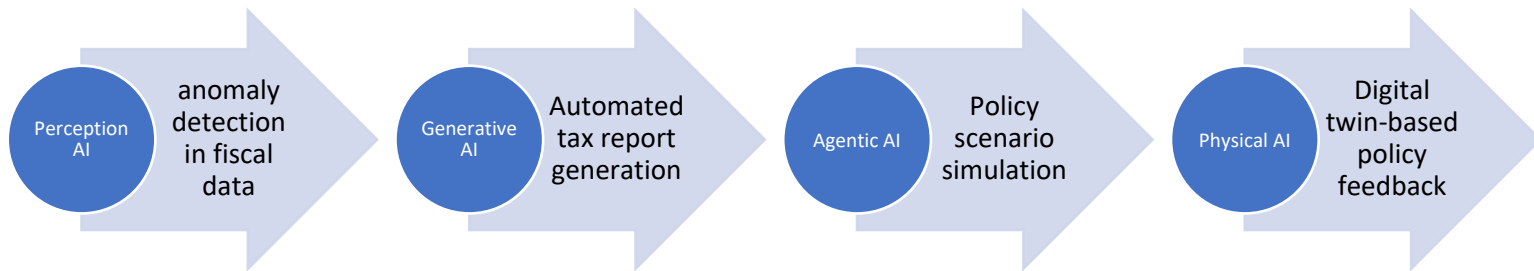 Perception
AI
anomaly
detection
in fiscal
data
Generative
AI
Automated
tax report
generation
Agentic AI
Policy
scenario
simulation
Physical AI
Digital
twin-based
policy
feedback